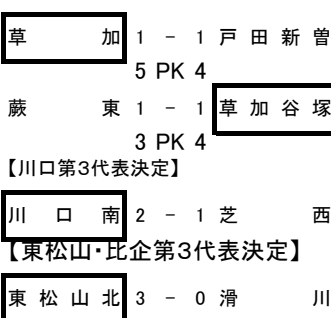 草加 1 - 1 戸田新曽
5 PK 4
蕨東 1 - 1 草加谷塚
3 PK 4
【川口第3代表決定】
川口南 2 - 1 芝西
【東松山・比企第3代表決定】
東松山北 3 - 0 滑川